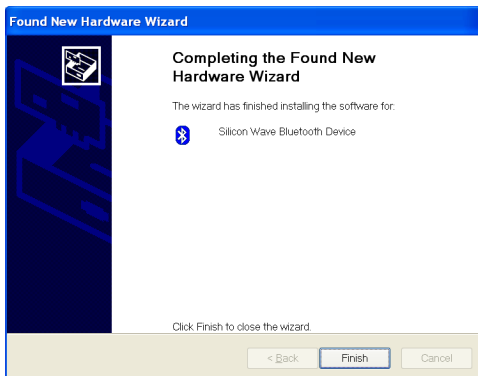 Found New Hardware Wizard
Completing the Found New
Hardware Wizard
The wizard has finished installing the software for:
Silicon Wave Bluetooth Device
Click Finish to close the wizard.
< Back
Finish
Cancel